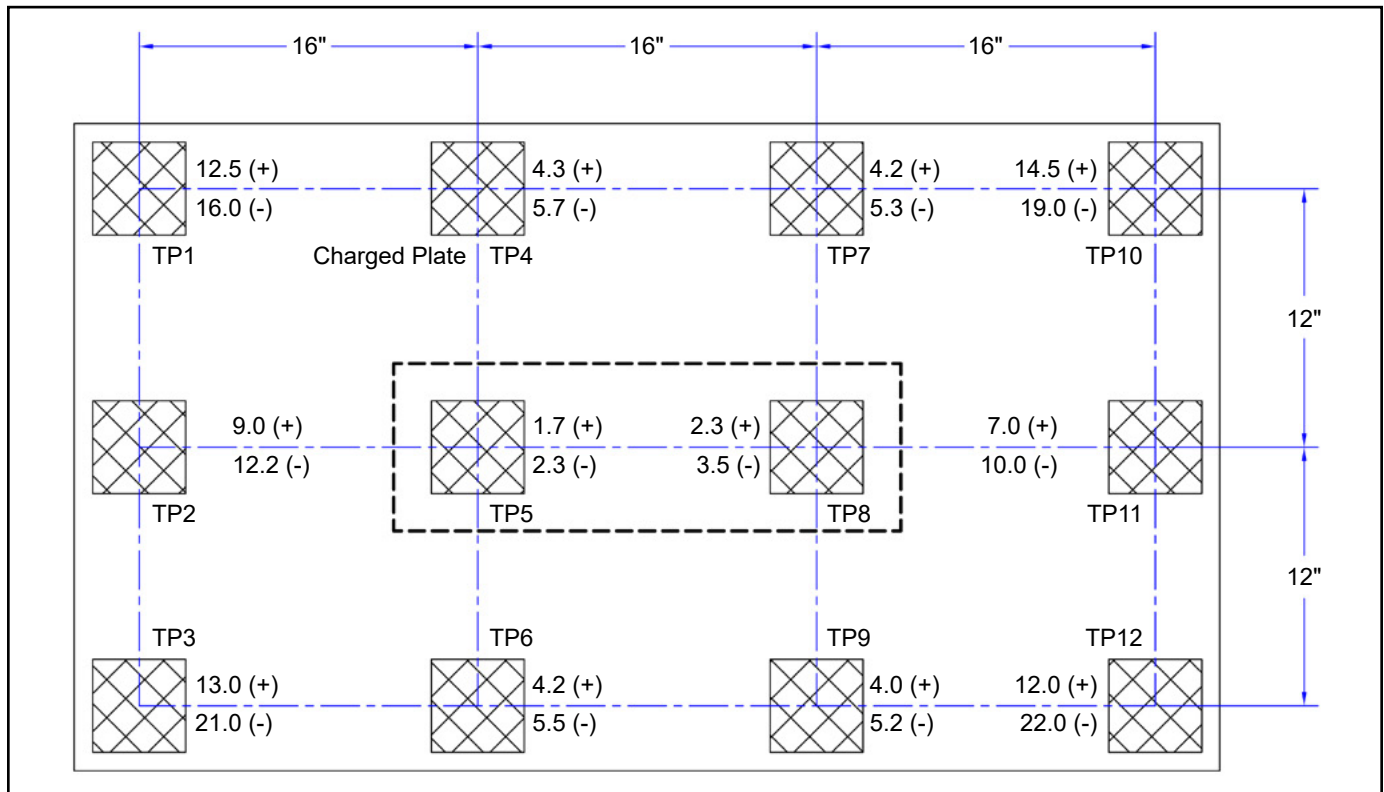 16" 16" 16"
12.5 (+) 4.3 (+) 4.2 (+) 14.5 (+)
16.0 (-) 5.7 (-) 5.3 (-) 19.0 (-)
TP1 Charged Plate TP4 TP7 TP10
12"
9.0 (+) 1.7 (+) 2.3 (+) 7.0 (+)
12.2 (-) 2.3 (-) 3.5 (-) 10.0 (-)
TP2 TP5 TP8 TP11
12"
TP3 TP6 TP9 TP12
13.0 (+) 4.2 (+) 4.0 (+) 12.0 (+)
21.0 (-) 5.5 (-) 5.2 (-) 22.0 (-)